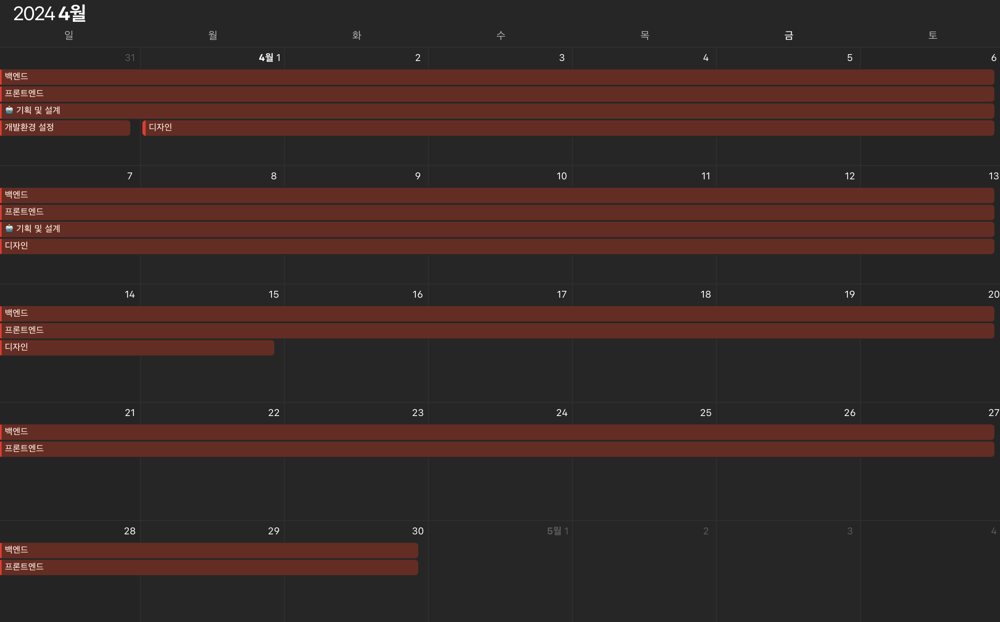 2024 4월
일 월 화 수 목 금 토
31 4월 1 2 3 4 5 6
백엔드
프론트엔드
🤖 기획 및 설계
개발환경 설정 디자인
7 8 9 10 11 12 13
백엔드
프론트엔드
🤖 기획 및 설계
디자인
14 15 16 17 18 19 20
백엔드
프론트엔드
디자인
21 22 23 24 25 26 27
백엔드
프론트엔드
28 29 30 5월 1 2 3 4
백엔드
프론트엔드